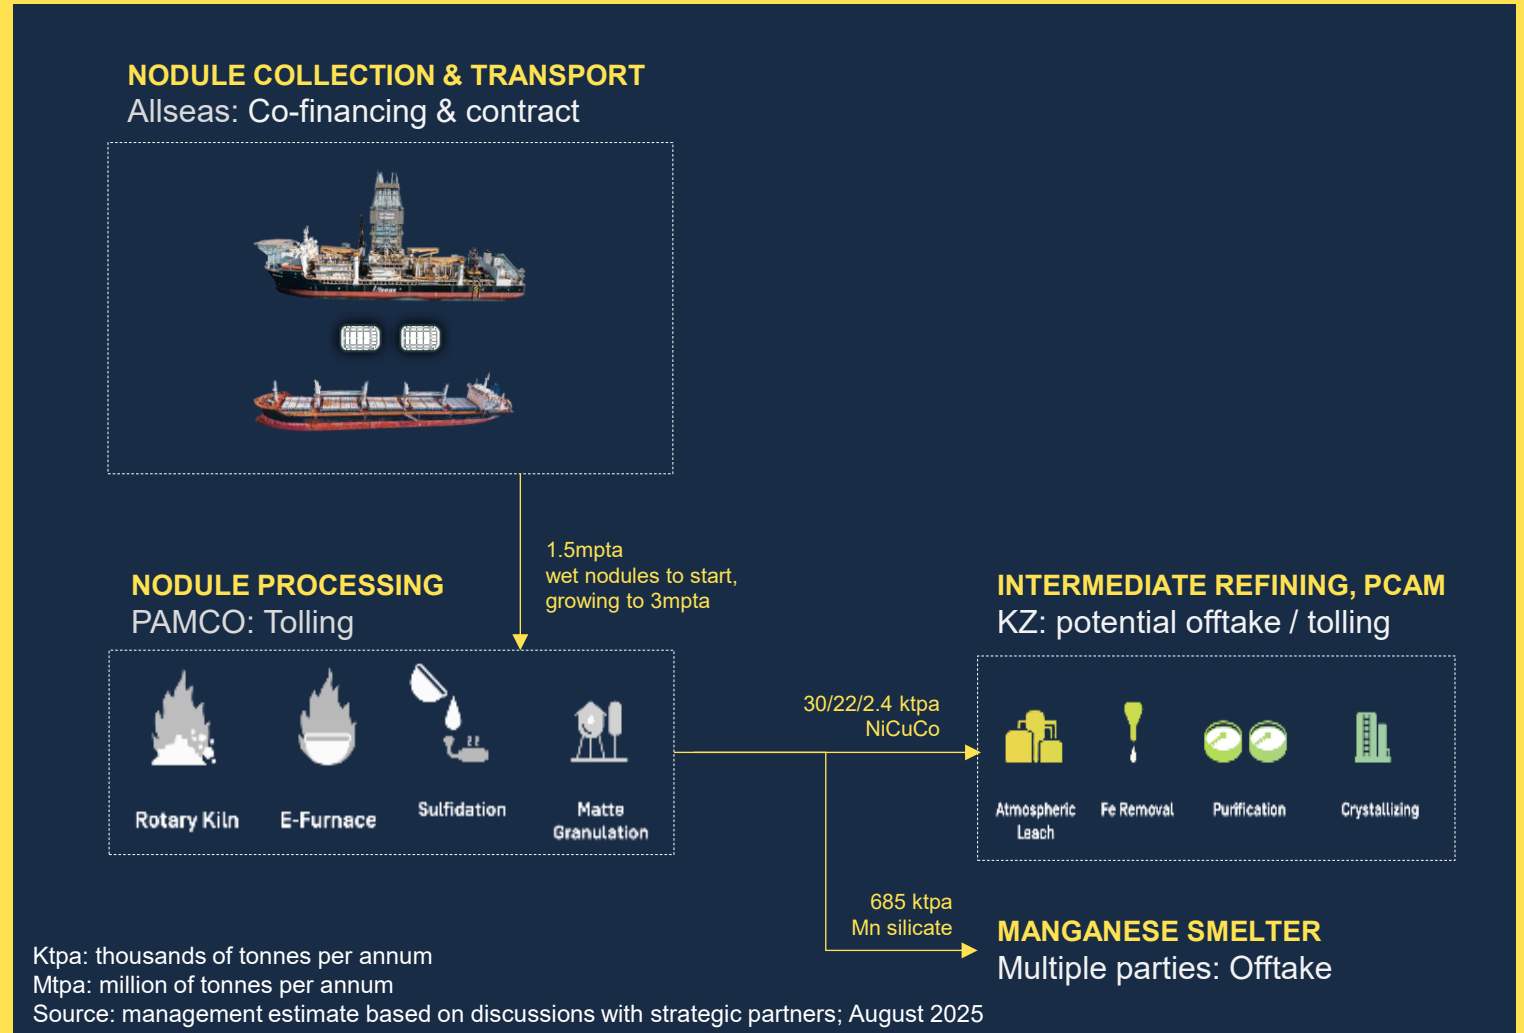 NODULE COLLECTION & TRANSPORT
Allseas: Co-financing & contract
1.5mpta
wet nodules to start,
growing to 3mpta
NODULE PROCESSING
PAMCO: Tolling
Rotary Kiln
E-Furnace
Sulfidation
Matte
Granulation
30/22/2.4 ktpa
NiCuCo
INTERMEDIATE REFINING, PCAM
KZ: potential offtake / tolling
Atmospheric
Leach
Fe Removal
Purification
Crystallizing
685 ktpa
Mn silicate
MANGANESE SMELTER
Multiple parties: Offtake
Ktpa: thousands of tonnes per annum
Mtpa: million of tonnes per annum
Source: management estimate based on discussions with strategic partners; August 2025